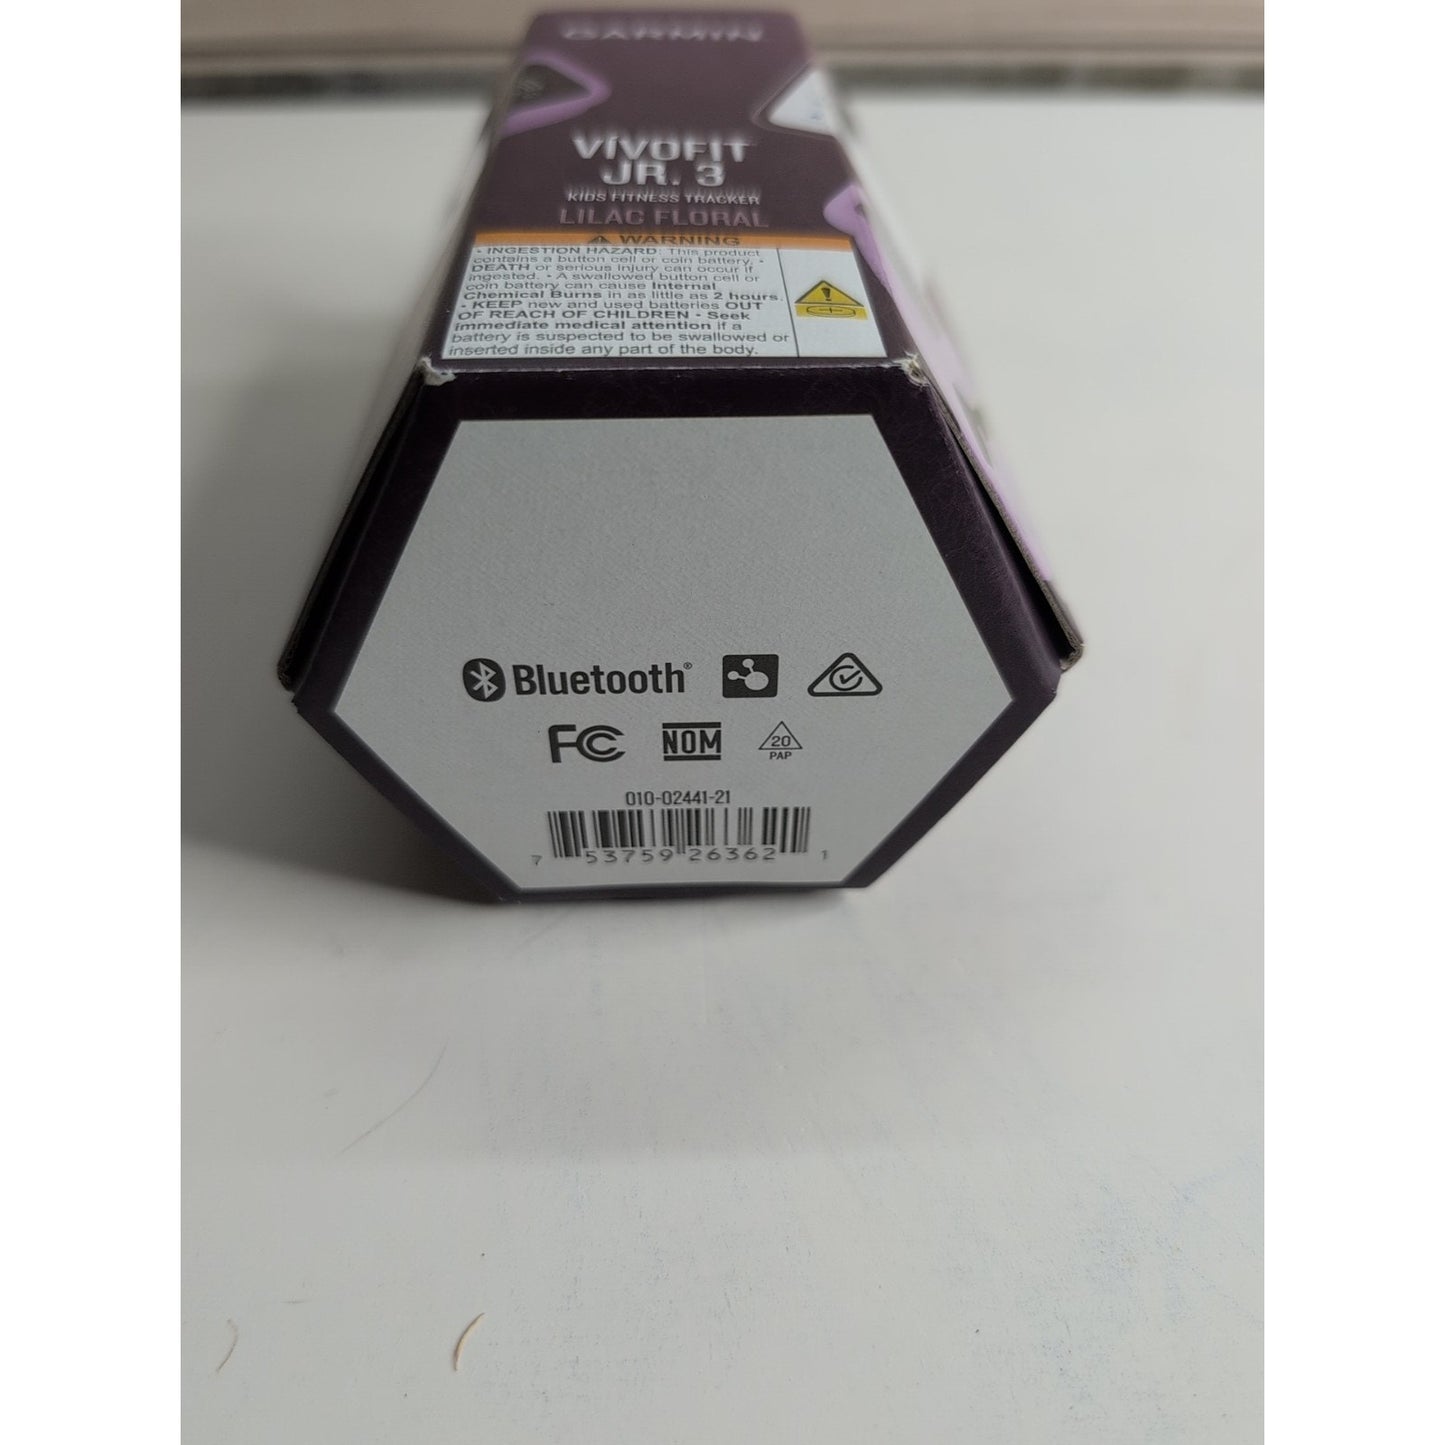 GARMIN
VÍVOFIT
JR. 3
KIDS FITNESS TRACKER
LILAC FLORAL
WARNING
• INGESTION HAZARD: This product
contains a button cell or coin battery. •
DEATH or serious injury can occur if
ingested. • A swallowed button cell or
coin battery can cause Internal
Chemical Burns in as little as 2 hours.
• KEEP new and used batteries OUT
OF REACH OF CHILDREN • Seek
immediate medical attention if a
battery is suspected to be swallowed or
inserted inside any part of the body.
Bluetooth®
FC NOM 20
PAP
010-02441-21
7 53759 26362 1